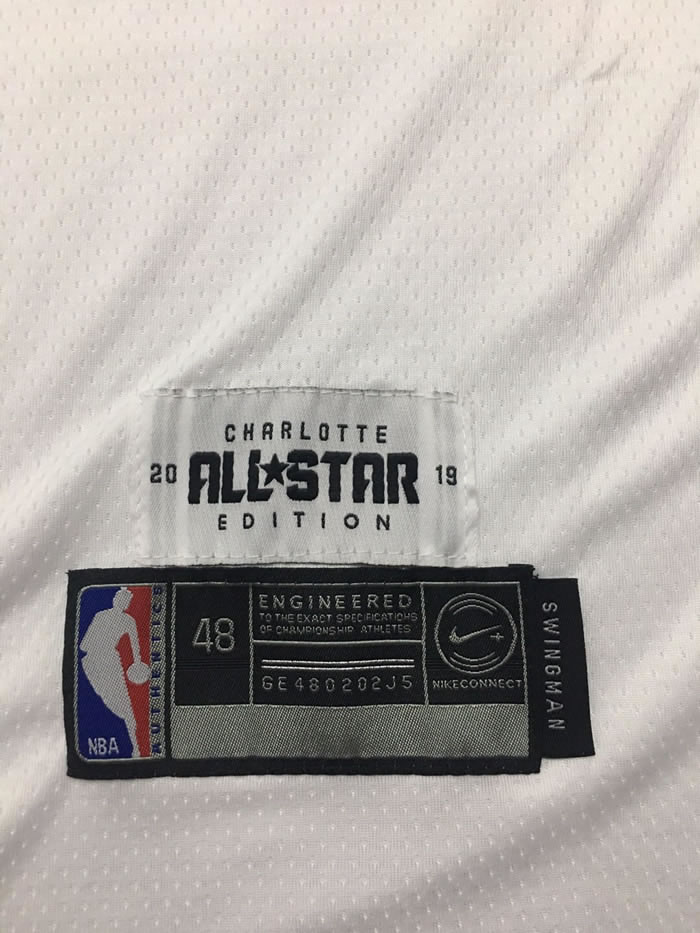 CHARLOTTE
20 ALL★STAR 19
EDITION
NBA
AUTHENTICS
48
ENGINEERED
TO THE EXACT SPECIFICATIONS
OF CHAMPIONSHIP ATHLETES
GE480202J5
NIKECONNECT
SWINGMAN